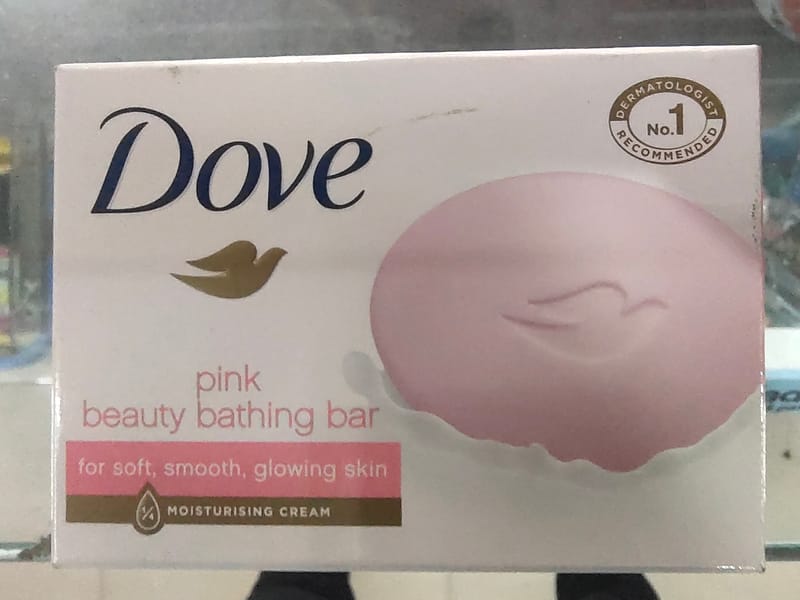 Dove
DERMATOLOGIST
No.1
RECOMMENDED
pink
beauty bathing bar
for soft, smooth, glowing skin
1/4 MOISTURISING CREAM